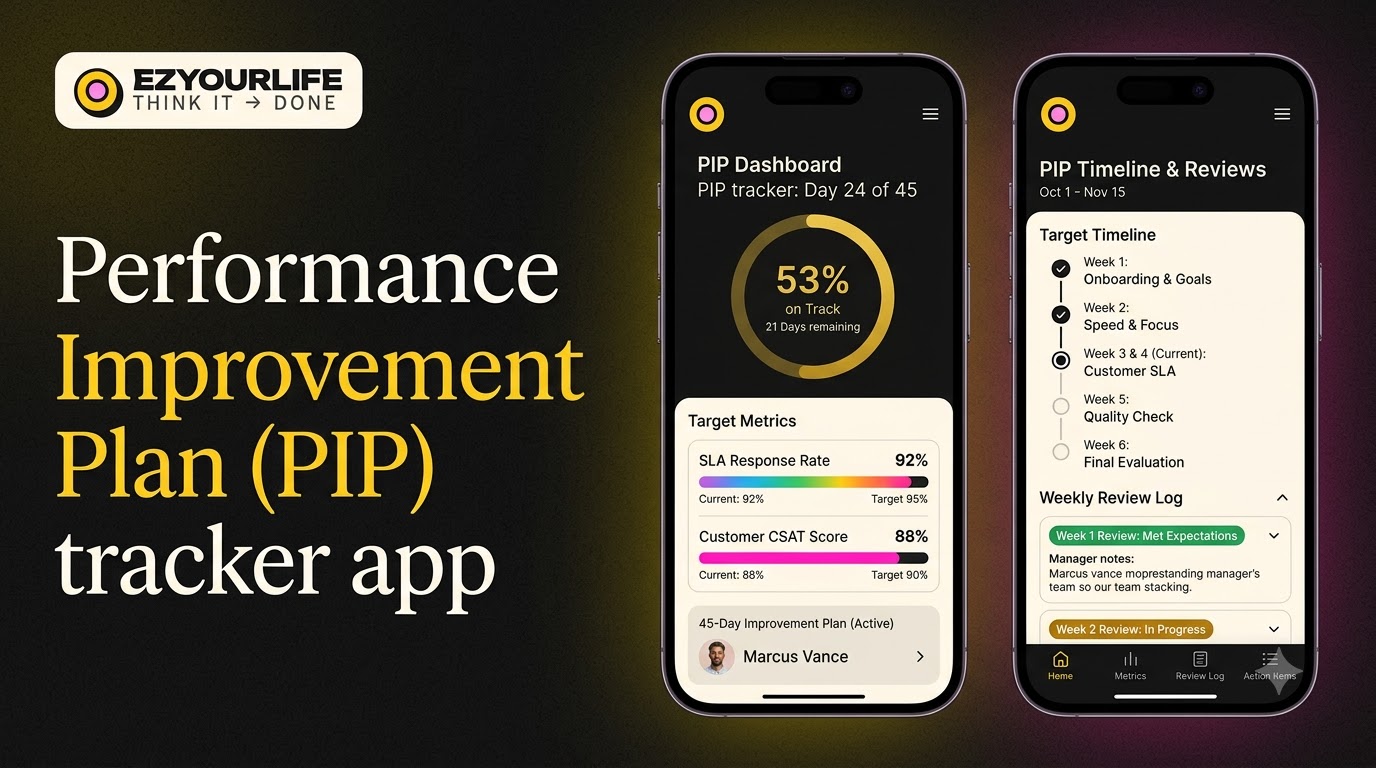 EZYOURLIFE
THINK IT → DONE
Performance
Improvement
Plan (PIP)
tracker app
PIP Dashboard
PIP tracker: Day 24 of 45
53%
on Track
21 Days remaining
Target Metrics
SLA Response Rate 92%
Current: 92% Target 95%
Customer CSAT Score 88%
Current: 88% Target 90%
45-Day Improvement Plan (Active)
Marcus Vance
PIP Timeline & Reviews
Oct 1 - Nov 15
Target Timeline
Week 1:
Onboarding & Goals
Week 2:
Speed & Focus
Week 3 & 4 (Current):
Customer SLA
Week 5:
Quality Check
Week 6:
Final Evaluation
Weekly Review Log
Week 1 Review: Met Expectations
Manager notes:
Marcus vance moprestanding manager's
team so our team stacking.
Week 2 Review: In Progress
Home Metrics Review Log Action Kems